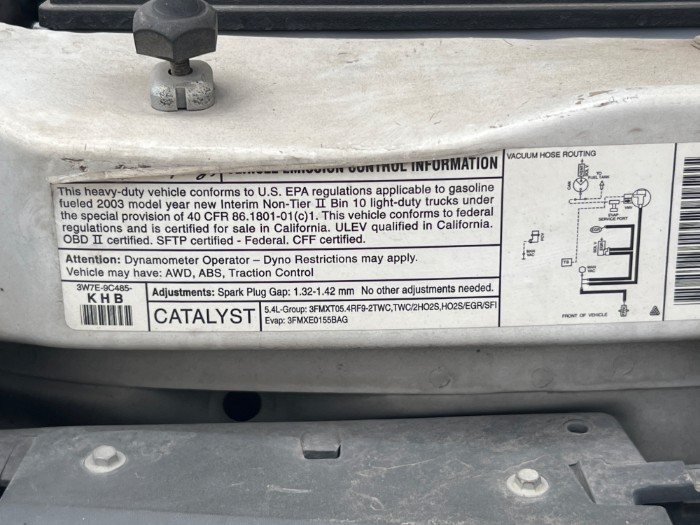 VEHICLE EMISSION CONTROL INFORMATION
This heavy-duty vehicle conforms to U.S. EPA regulations applicable to gasoline
fueled 2003 model year new Interim Non-Tier II Bin 10 light-duty trucks under
the special provision of 40 CFR 86.1801-01(c)1. This vehicle conforms to federal
regulations and is certified for sale in California. ULEV qualified in California.
OBD II certified. SFTP certified - Federal. CFF certified.
Attention: Dynamometer Operator – Dyno Restrictions may apply.
Vehicle may have: AWD, ABS, Traction Control
3W7E-9C485-
KHB
Adjustments: Spark Plug Gap: 1.32-1.42 mm No other adjustments needed.
CATALYST
5.4L-Group: 3FMXT05.4RF9-2TWC,TWC/2HO2S,HO2S/EGR/SFI
Evap: 3FMXE0155BAG
VACUUM HOSE ROUTING
TO
FUEL TANK
EVAP
SERVICE PORT
FRONT OF VEHICLE